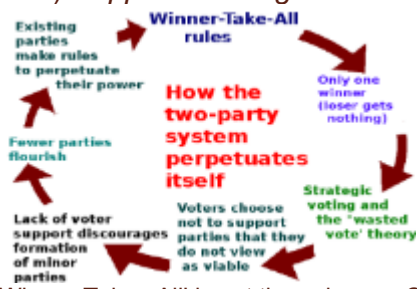 Winner-Take-All
rules
Existing
parties
make rules
to perpetuate
their power
Only one
winner
(loser gets
nothing)
How the
two-party
system
perpetuates
itself
Strategic
voting and
the "wasted
vote' theory
Voters choose
not to support
parties that they
do not view
as viable
Lack of voter
support discourages
formation
of minor
parties
Fewer parties
flourish